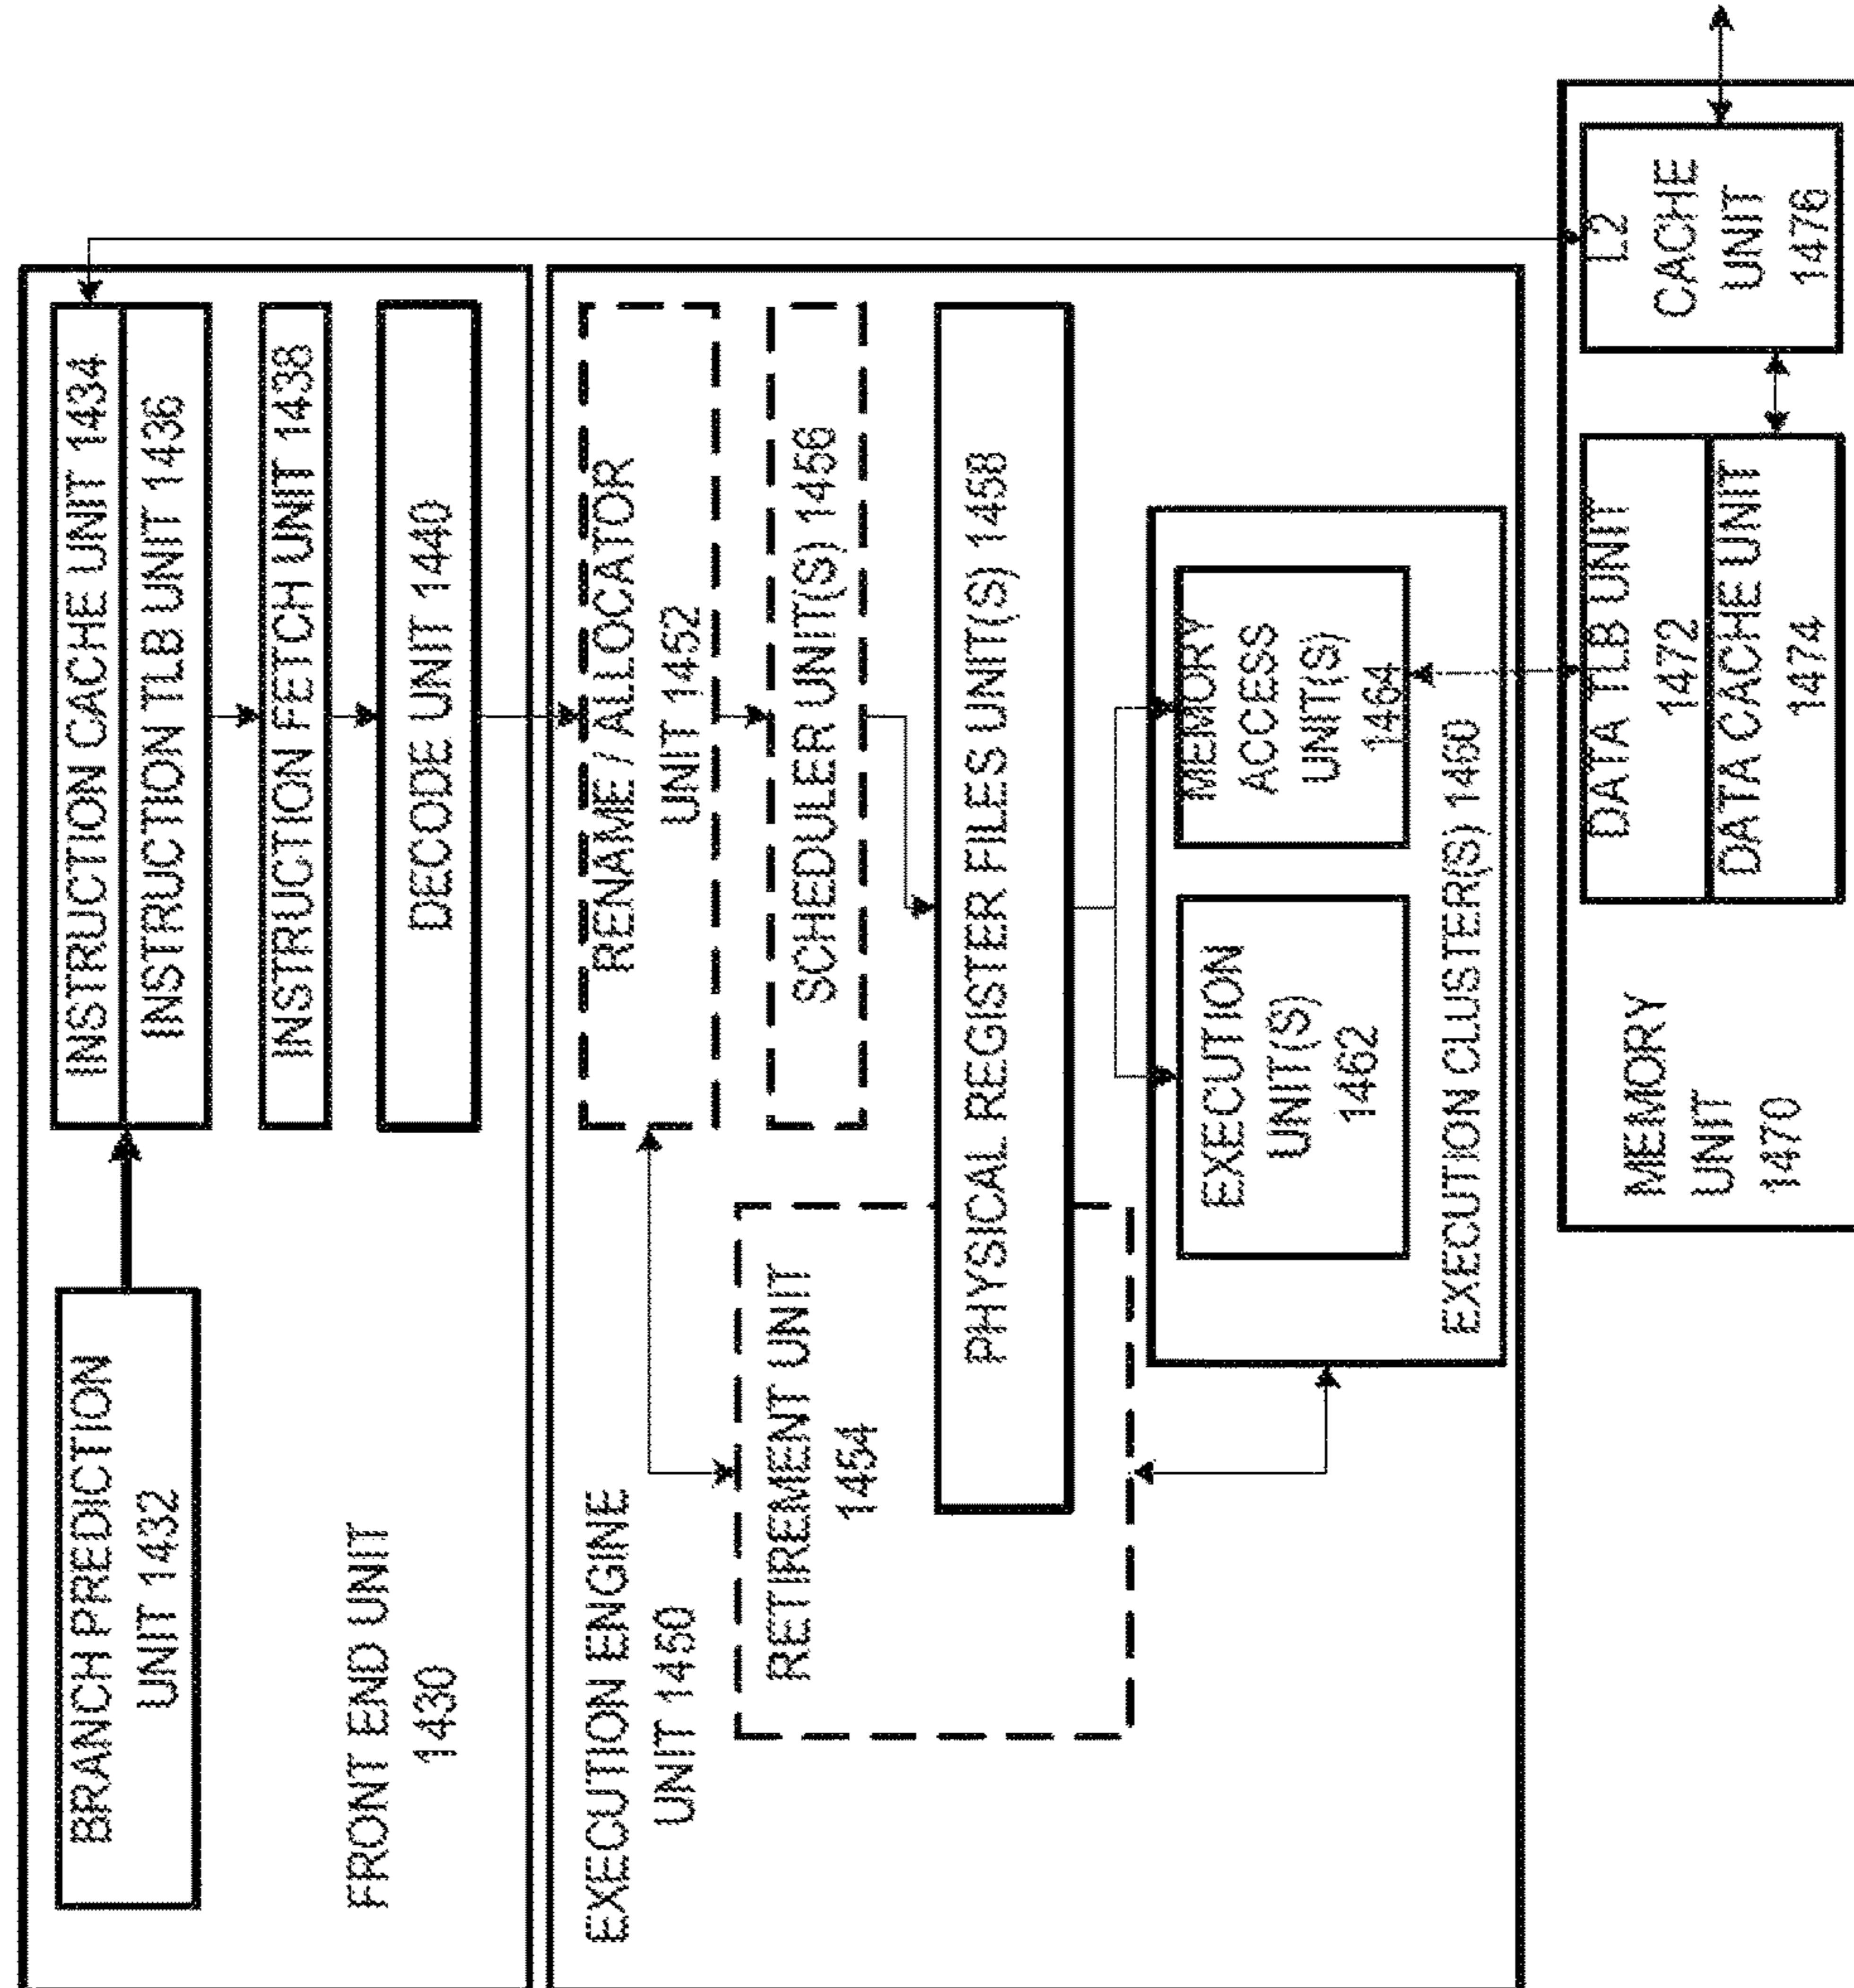 BRANCH PREDICTION
UNIT 1432
INSTRUCTION CACHE UNIT 1434
INSTRUCTION TLB UNIT 1436
INSTRUCTION FETCH UNIT 1438
DECODE UNIT 1440
FRONT END UNIT
1430
EXECUTION ENGINE
UNIT 1450
RENAME / ALLOCATOR
UNIT 1452
SCHEDULER UNIT(S) 1456
RETIREMENT UNIT
1454
PHYSICAL REGISTER FILES UNIT(S) 1458
EXECUTION
UNIT(S)
1462
MEMORY
ACCESS
UNIT(S)
1464
EXECUTION CLUSTER(S) 1460
MEMORY
UNIT
1470
DATA TLB UNIT
1472
DATA CACHE UNIT
1474
L2
CACHE
UNIT
1476